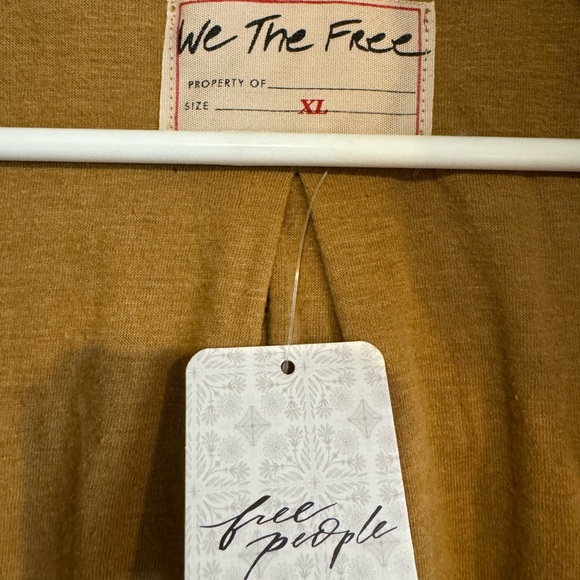 We The Free
PROPERTY OF
SIZE XL
free
people